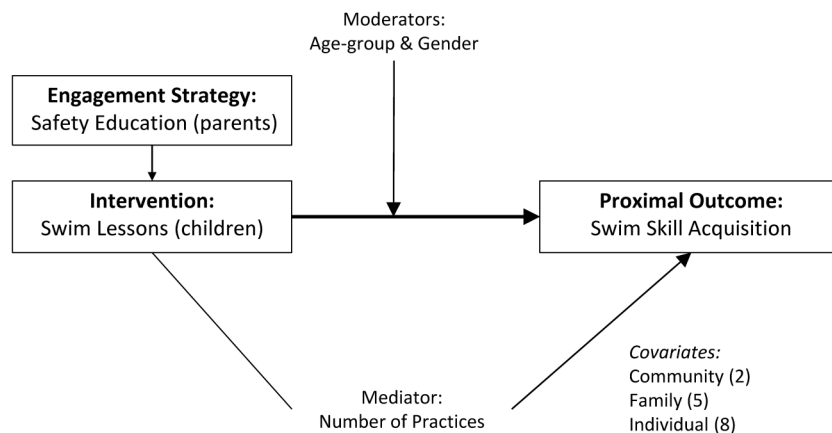 Moderators:
Age-group & Gender
Engagement Strategy:
Safety Education (parents)
Intervention:
Swim Lessons (children)
Proximal Outcome:
Swim Skill Acquisition
Mediator:
Number of Practices
Covariates:
Community (2)
Family (5)
Individual (8)